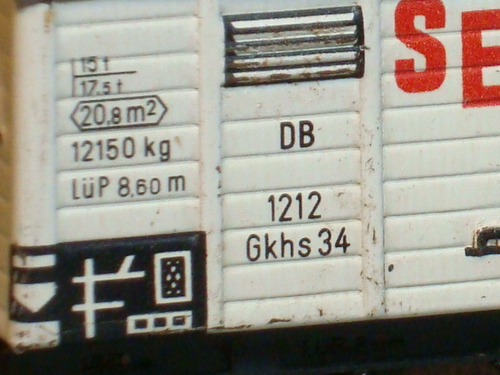 15 t
17.5 t
20,8 m2
12150 kg
LüP 8,60 m
DB
1212
Gkhs 34
SE